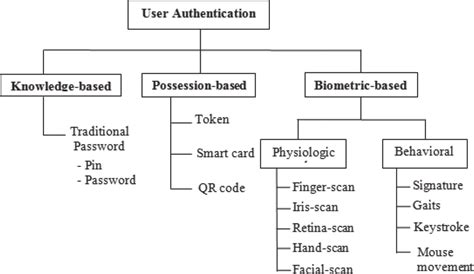 User Authentication
Knowledge-based
Possession-based
Biometric-based
Traditional
Password
- Pin
- Password
Token
Smart card
QR code
Physiologic
Behavioral
Finger-scan
Iris-scan
Retina-scan
Hand-scan
Facial-scan
Signature
Gaits
Keystroke
Mouse
movement